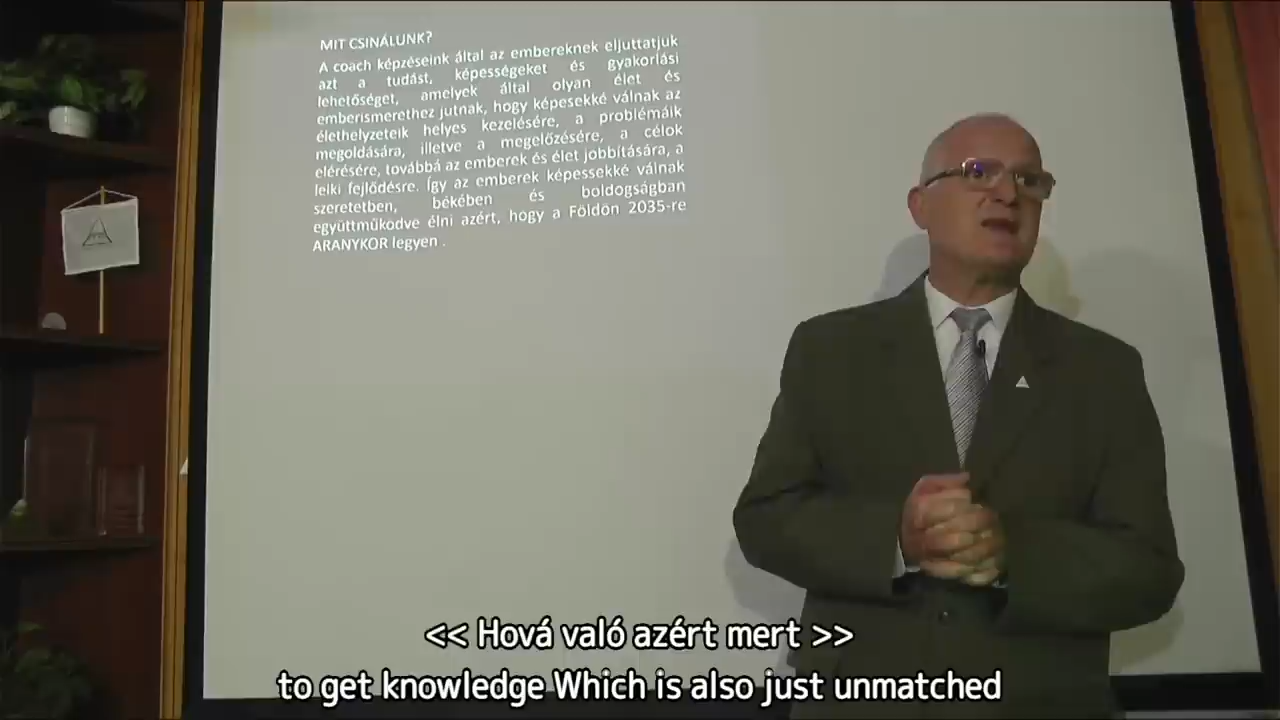 MIT CSINÁLUNK?
A coach képzéseink által az embereknek eljuttatjuk
azt a tudást, képességeket és gyakorlási
lehetőséget, amelyek által olyan élet és
emberismerethez jutnak, hogy képesekké válnak az
élethelyzeteik helyes kezelésére, a problémáik
megoldására, illetve a megelőzésére, a célok
elérésére, továbbá az emberek és élet jobbítására, a
lelki fejlődésre. Így az emberek képessekké válnak
szeretetben, békében és boldogságban
együttműködve élni azért, hogy a Földön 2035-re
ARANYKOR legyen .
<< Hová való azért mert >>
to get knowledge Which is also just unmatched